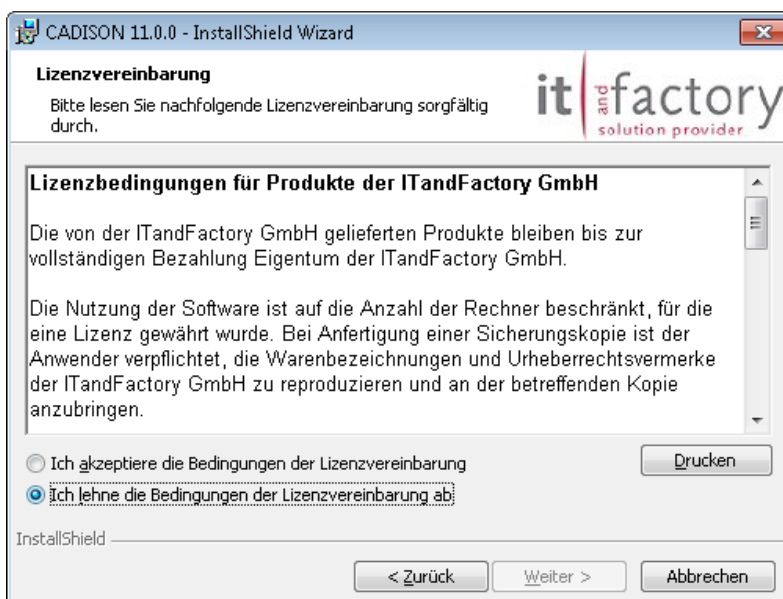 CADISON 11.0.0 - InstallShield Wizard
Lizenzvereinbarung
Bitte lesen Sie nachfolgende Lizenzvereinbarung sorgfältig
durch.
it and factory
solution provider
Lizenzbedingungen für Produkte der ITandFactory GmbH
Die von der ITandFactory GmbH gelieferten Produkte bleiben bis zur
vollständigen Bezahlung Eigentum der ITandFactory GmbH.
Die Nutzung der Software ist auf die Anzahl der Rechner beschränkt, für die
eine Lizenz gewährt wurde. Bei Anfertigung einer Sicherungskopie ist der
Anwender verpflichtet, die Warenbezeichnungen und Urheberrechtsvermerke
der ITandFactory GmbH zu reproduzieren und an der betreffenden Kopie
anzubringen.
Ich akzeptiere die Bedingungen der Lizenzvereinbarung
Drucken
Ich lehne die Bedingungen der Lizenzvereinbarung ab
InstallShield
< Zurück
Weiter >
Abbrechen